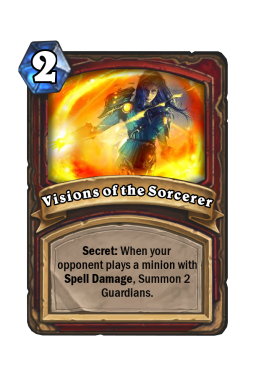 2
Visions of the Sorcerer
Secret: When your
opponent plays a minion with
Spell Damage, Summon 2
Guardians.